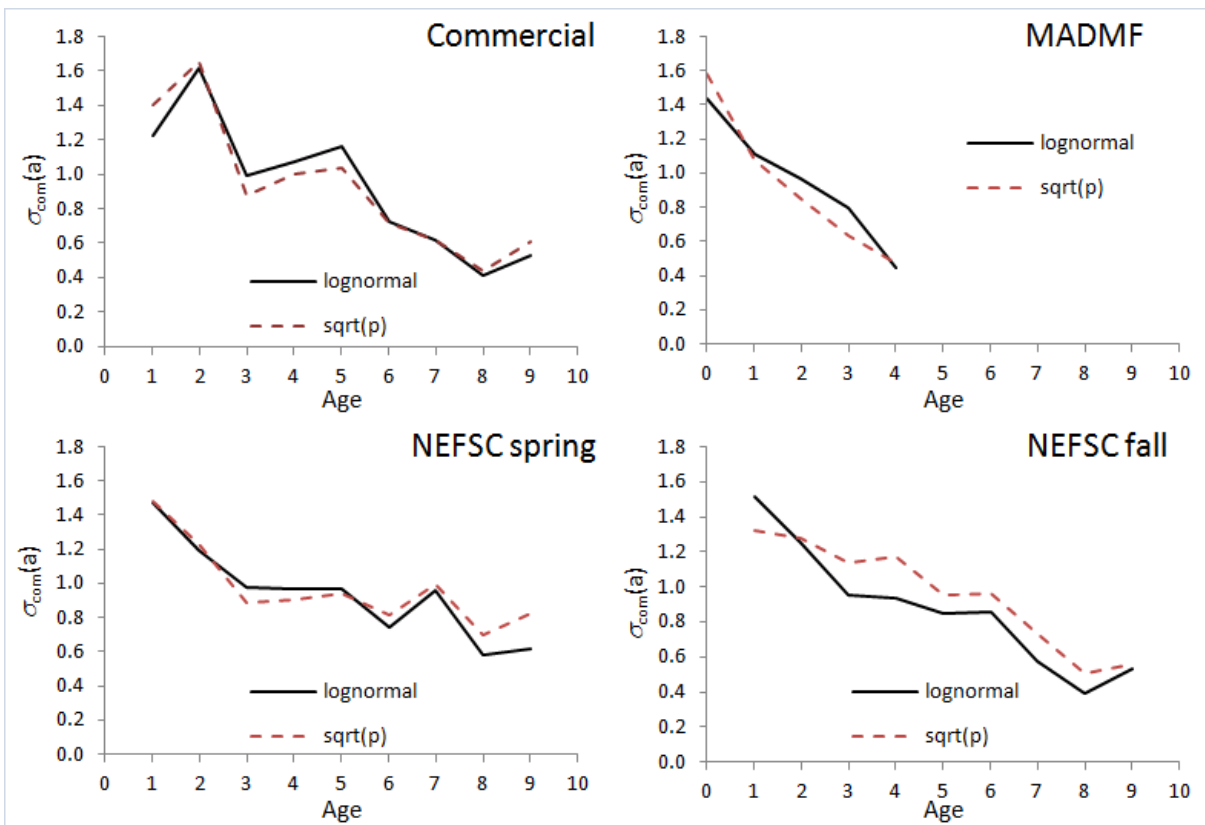 Commercial
1.8
1.6
1.4
1.2
1.0
0.8
0.6
0.4
0.2
0.0
σcom(a)
lognormal
sqrt(p)
0 1 2 3 4 5 6 7 8 9 10
Age
MADMF
1.8
1.6
1.4
1.2
1.0
0.8
0.6
0.4
0.2
0.0
σcom(a)
lognormal
sqrt(p)
0 1 2 3 4 5 6 7 8 9 10
Age
NEFSC spring
1.8
1.6
1.4
1.2
1.0
0.8
0.6
0.4
0.2
0.0
σcom(a)
lognormal
sqrt(p)
0 1 2 3 4 5 6 7 8 9 10
Age
NEFSC fall
1.8
1.6
1.4
1.2
1.0
0.8
0.6
0.4
0.2
0.0
σcom(a)
lognormal
sqrt(p)
0 1 2 3 4 5 6 7 8 9 10
Age